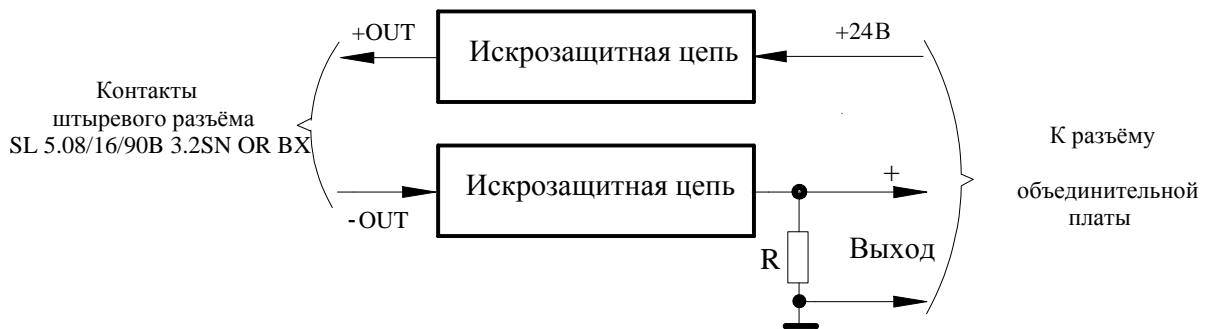 +OUT
Искрозащитная цепь
+24В
Контакты
штыревого разъёма
SL 5.08/16/90B 3.2SN OR BX
К разъёму
объединительной
платы
Искрозащитная цепь
+
-OUT
R
Выход